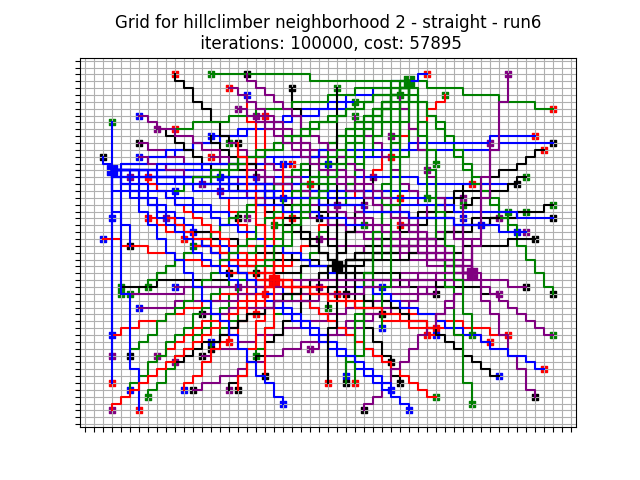 Grid for hillclimber neighborhood 2 - straight - run6
iterations: 100000, cost: 57895